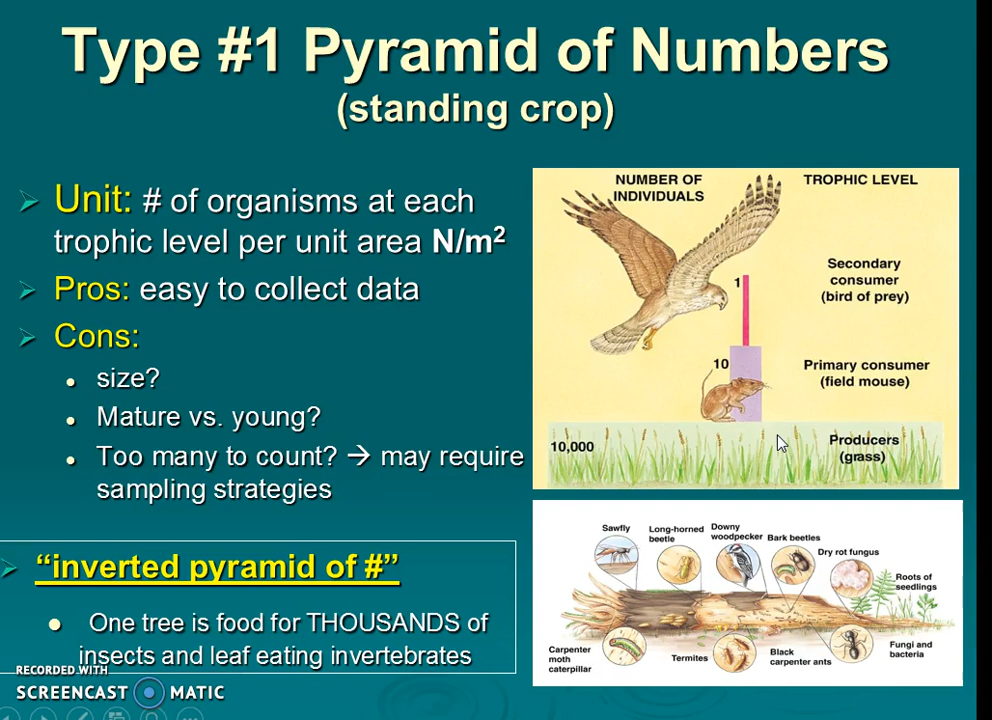 Type #1 Pyramid of Numbers
(standing crop)
Unit: # of organisms at each
trophic level per unit area N/m²
Pros: easy to collect data
Cons:
size?
Mature vs. young?
Too many to count? → may require
sampling strategies
“inverted pyramid of #”
One tree is food for THOUSANDS of
insects and leaf eating invertebrates
NUMBER OF
INDIVIDUALS
TROPHIC LEVEL
1
Secondary
consumer
(bird of prey)
10
Primary consumer
(field mouse)
10,000
Producers
(grass)
Sawfly
Long-horned
beetle
Downy
woodpecker
Bark beetles
Dry rot fungus
Roots of
seedlings
Carpenter
moth
caterpillar
Termites
Black
carpenter ants
Fungi and
bacteria
RECORDED WITH
SCREENCAST MATIC